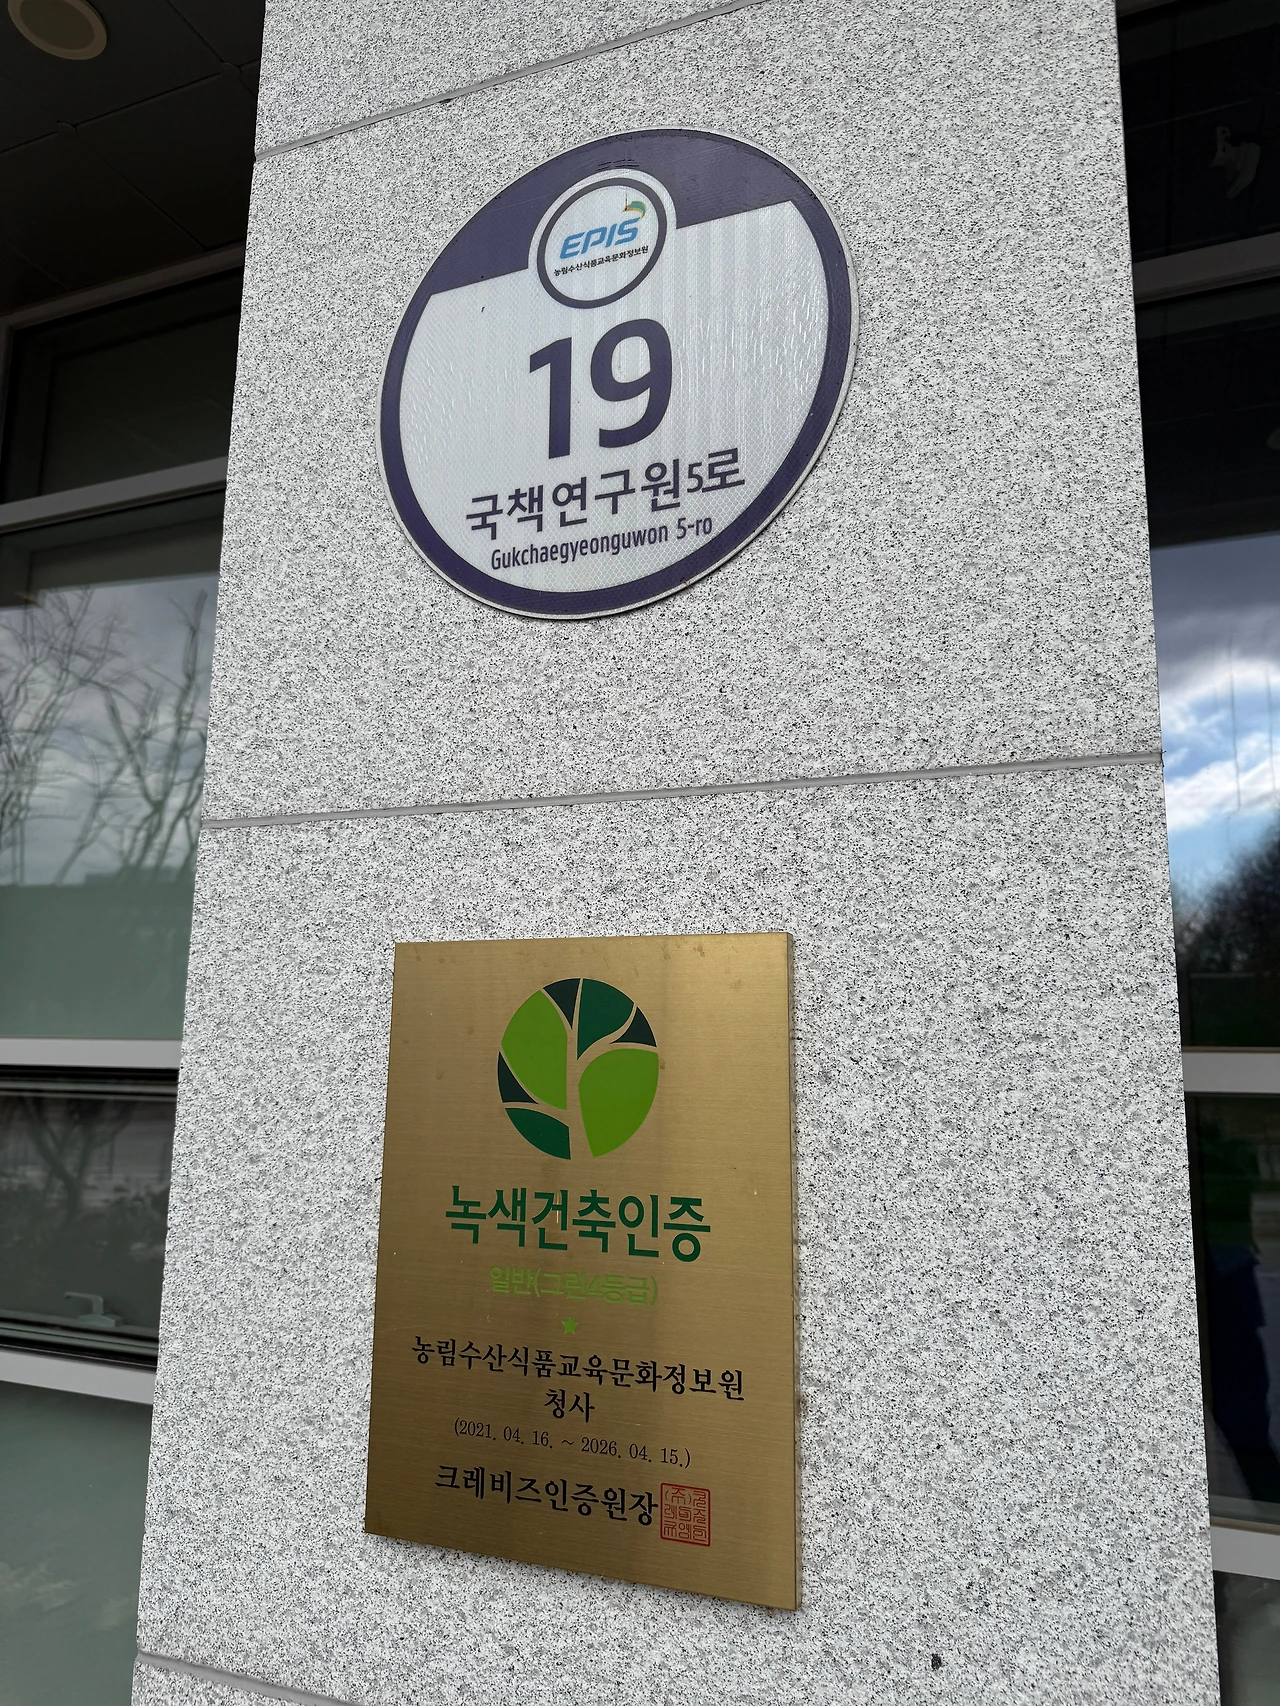 EPIS
농림수산식품교육문화정보원
19
국책연구원5로
Gukchaegyeonguwon 5-ro
녹색건축인증
일반(그린4등급)
농림수산식품교육문화정보원
청사
(2021. 04. 16. ~ 2026. 04. 15.)
크레비즈인증원장